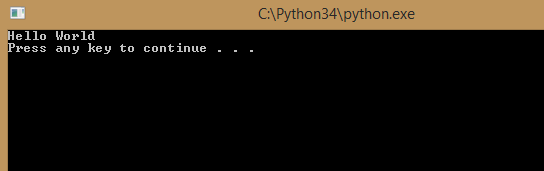 C:\Python34\python.exe
Hello World
Press any key to continue . . .